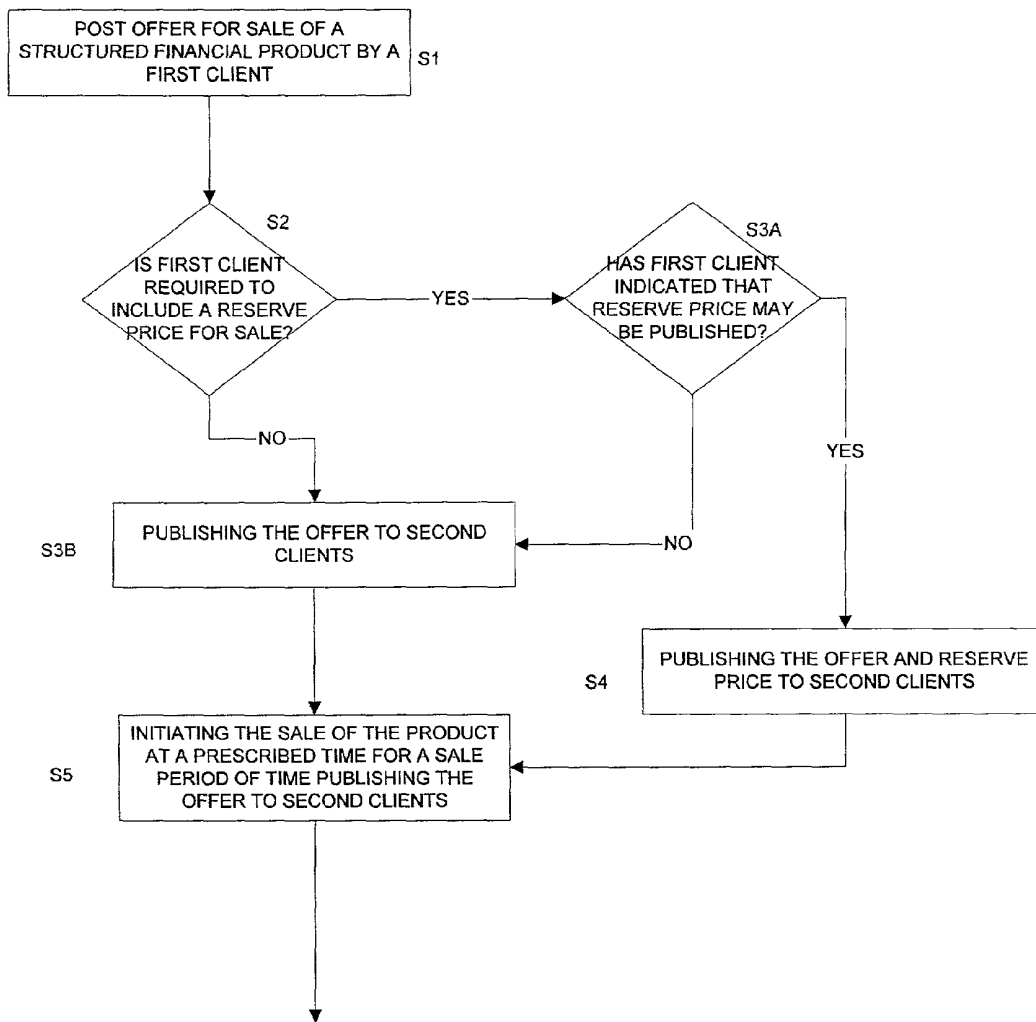 POST OFFER FOR SALE OF A
STRUCTURED FINANCIAL PRODUCT BY A
FIRST CLIENT
S1
S2
IS FIRST CLIENT
REQUIRED TO
INCLUDE A RESERVE
PRICE FOR SALE?
YES
S3A
HAS FIRST CLIENT
INDICATED THAT
RESERVE PRICE MAY
BE PUBLISHED?
NO
YES
S3B
PUBLISHING THE OFFER TO SECOND
CLIENTS
NO
S4
PUBLISHING THE OFFER AND RESERVE
PRICE TO SECOND CLIENTS
S5
INITIATING THE SALE OF THE PRODUCT
AT A PRESCRIBED TIME FOR A SALE
PERIOD OF TIME PUBLISHING THE
OFFER TO SECOND CLIENTS